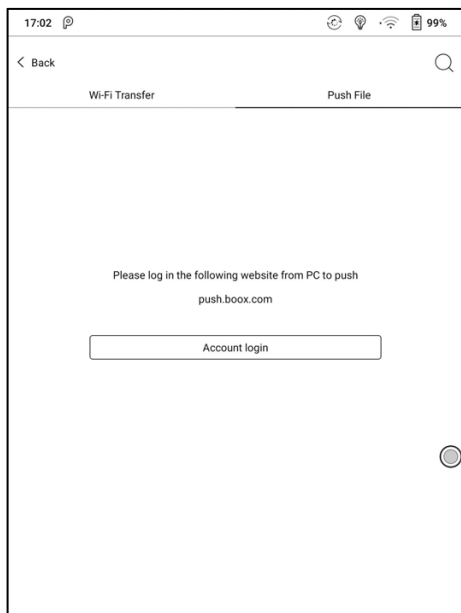 17:02 99%
Back
Wi-Fi Transfer Push File
Please log in the following website from PC to push
push.boox.com
Account login